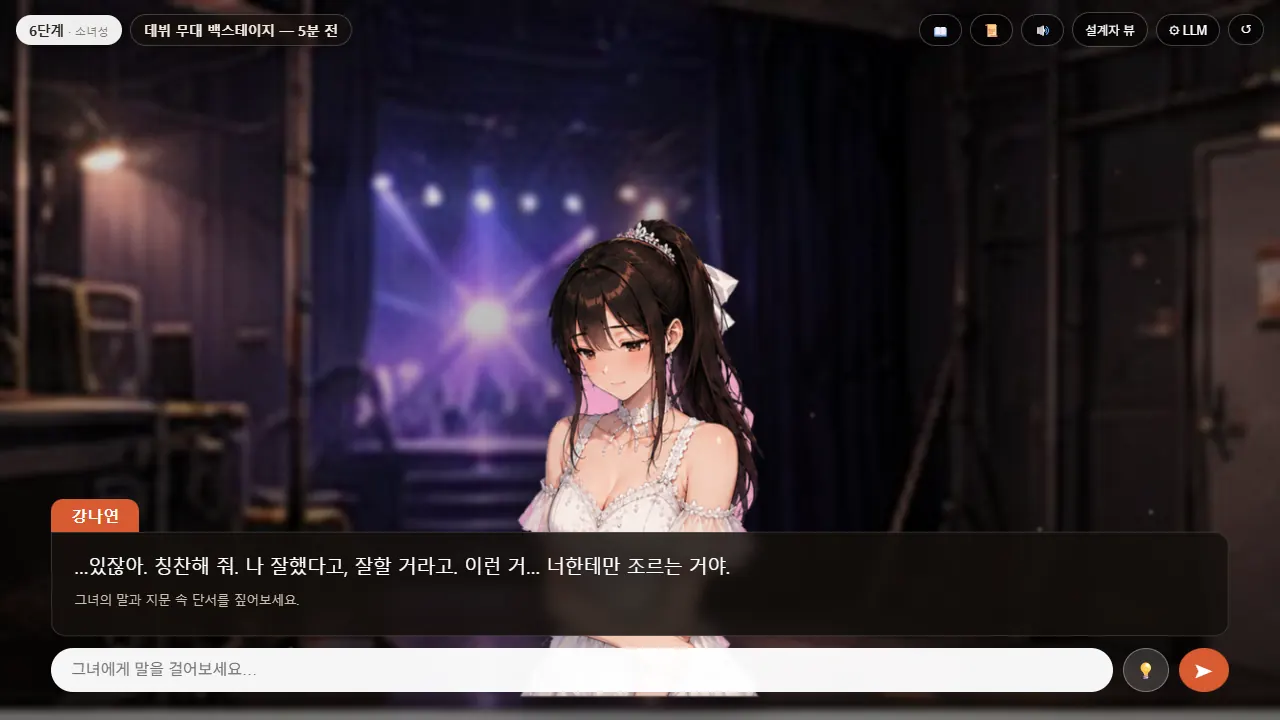 6단계 · 소녀성
데뷔 무대 백스테이지 — 5분 전
설계자 뷰
⚙ LLM
↺
강나연
...있잖아. 칭찬해 줘. 나 잘했다고, 잘할 거라고. 이런 거... 너한테만 조르는 거야.
그녀의 말과 지문 속 단서를 짚어보세요.
그녀에게 말을 걸어보세요...